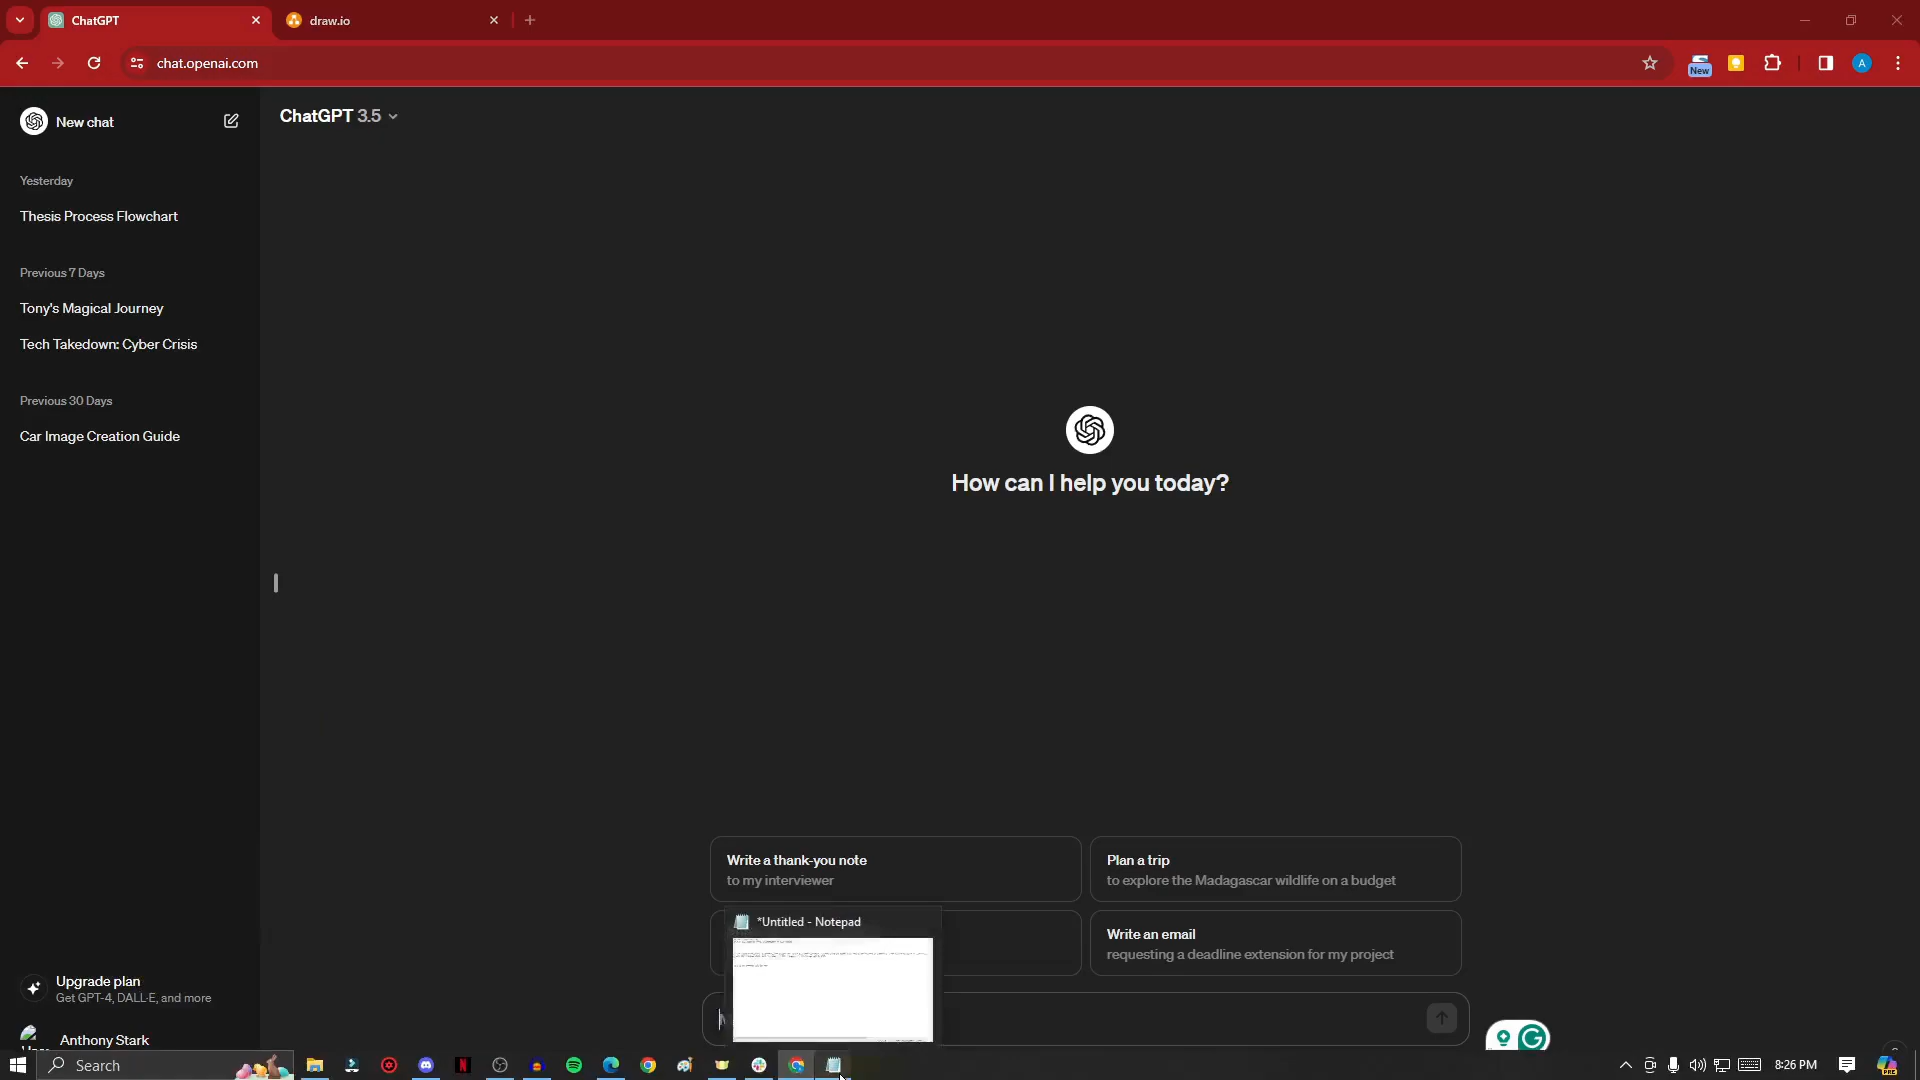 ChatGPT
draw.io
chat.openai.com
New
A
New chat
ChatGPT 3.5
Yesterday
Thesis Process Flowchart
Previous 7 Days
Tony's Magical Journey
Tech Takedown: Cyber Crisis
Previous 30 Days
Car Image Creation Guide
How can I help you today?
Write a thank-you note
to my interviewer
Plan a trip
to explore the Madagascar wildlife on a budget
*Untitled - Notepad
Write an email
requesting a deadline extension for my project
Upgrade plan
Get GPT-4, DALL·E, and more
Anthony Stark
Search
8:26 PM